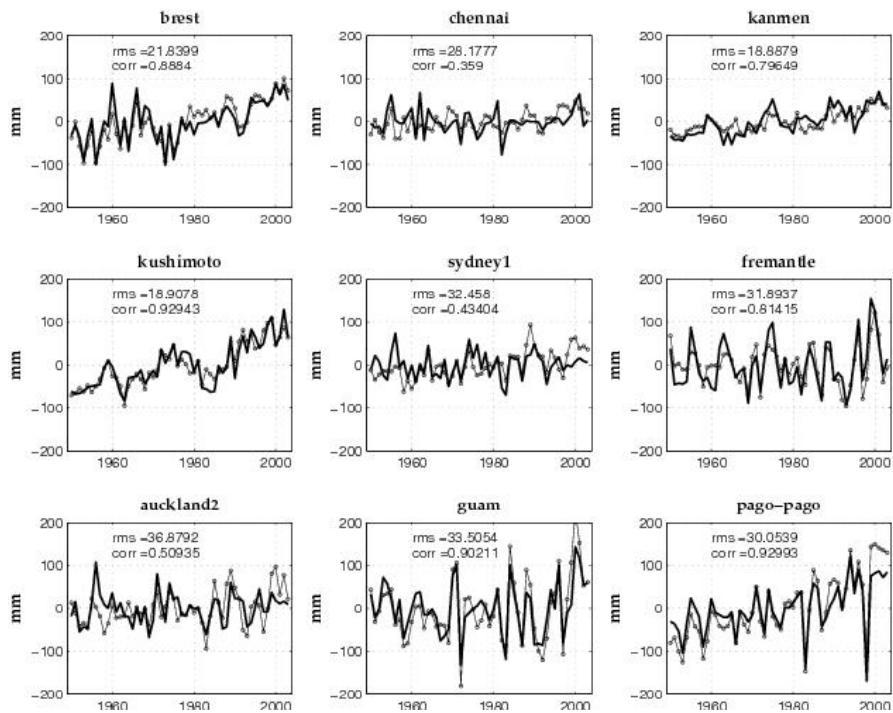 brest chennai kanmen
200 200 200
rms =21.8399 rms =28.1777 rms =18.8879
corr =0.8884 corr =0.359 corr =0.79649
100 100 100
mm mm mm
0 0 0
−100 −100 −100
−200 −200 −200
1960 1980 2000 1960 1980 2000 1960 1980 2000
kushimoto sydney1 fremantle
200 200 200
rms =18.9078 rms =32.458 rms =31.8937
corr =0.92943 corr =0.43404 corr =0.81415
100 100 100
mm mm mm
0 0 0
−100 −100 −100
−200 −200 −200
1960 1980 2000 1960 1980 2000 1960 1980 2000
auckland2 guam pago−pago
200 200 200
rms =36.8792 rms =33.5054 rms =30.0539
corr =0.50935 corr =0.90211 corr =0.92993
100 100 100
mm mm mm
0 0 0
−100 −100 −100
−200 −200 −200
1960 1980 2000 1960 1980 2000 1960 1980 2000